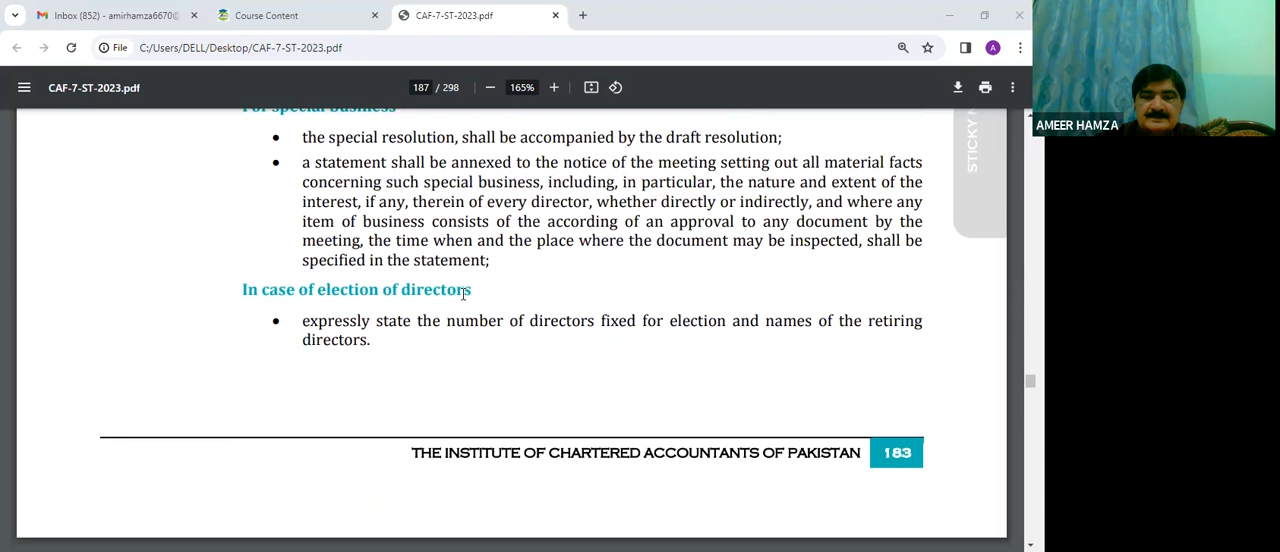 Inbox (852) - amirhamza6670@
Course Content
CAF-7-ST-2023.pdf
File
C:/Users/DELL/Desktop/CAF-7-ST-2023.pdf
A
CAF-7-ST-2023.pdf
187 / 298
165%
AMEER HAMZA
For special business
• the special resolution, shall be accompanied by the draft resolution;
• a statement shall be annexed to the notice of the meeting setting out all material facts
concerning such special business, including, in particular, the nature and extent of the
interest, if any, therein of every director, whether directly or indirectly, and where any
item of business consists of the according of an approval to any document by the
meeting, the time when and the place where the document may be inspected, shall be
specified in the statement;
In case of election of directors
• expressly state the number of directors fixed for election and names of the retiring
directors.
STICKY
THE INSTITUTE OF CHARTERED ACCOUNTANTS OF PAKISTAN 183